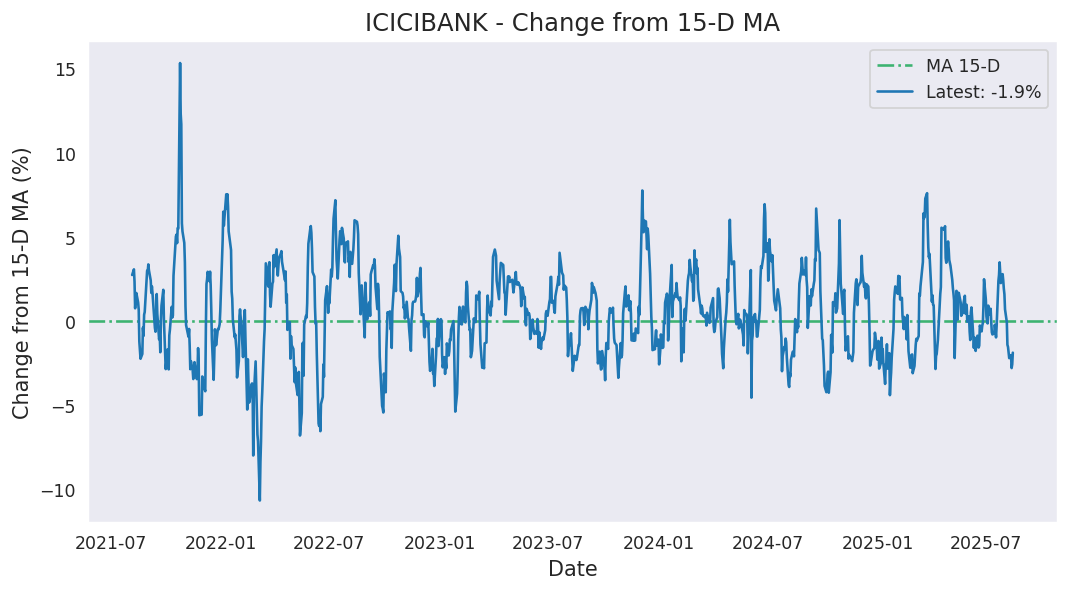 ICICIBANK - Change from 15-D MA
MA 15-D
Latest: -1.9%
Change from 15-D MA (%)
15
10
5
0
−5
−10
2021-07 2022-01 2022-07 2023-01 2023-07 2024-01 2024-07 2025-01 2025-07
Date